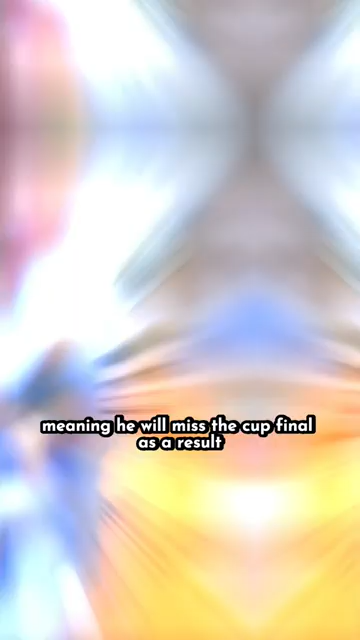 meaning he will miss the cup final
as a result